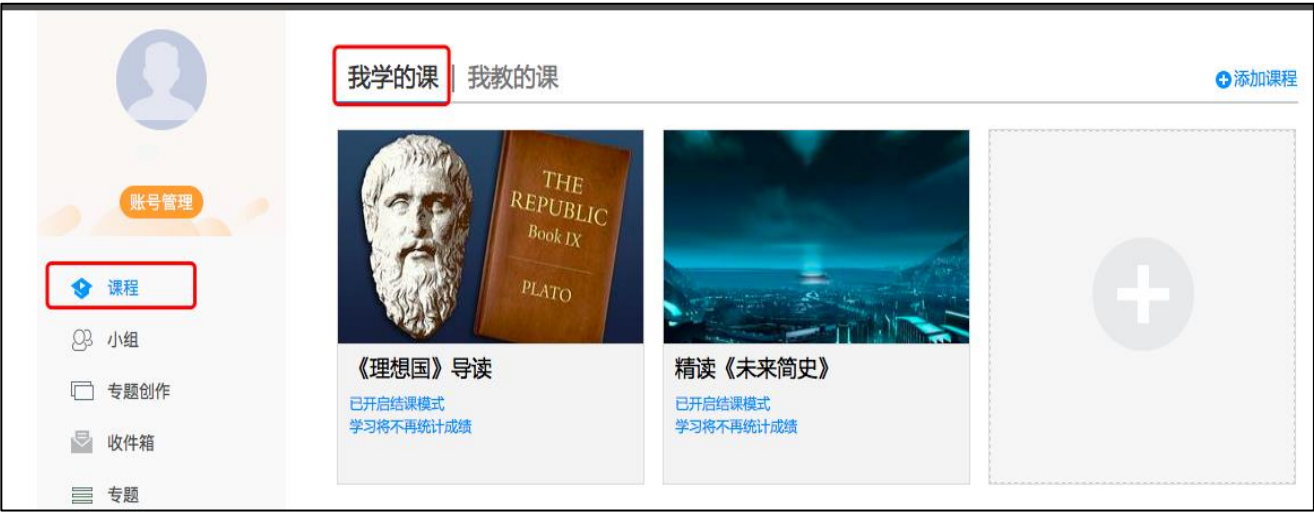 账号管理
课程
小组
专题创作
收件箱
专题
我学的课 | 我教的课
添加课程
THE
REPUBLIC
Book IX
PLATO
《理想国》导读
已开启结课模式
学习将不再统计成绩
精读《未来简史》
已开启结课模式
学习将不再统计成绩